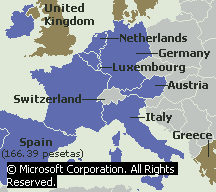 United
Kingdom
Netherlands
Germany
Luxembourg
Austria
Switzerland
Italy
Spain
Greece
(166.39 pesetas)
© Microsoft Corporation. All Rights
Reserved.